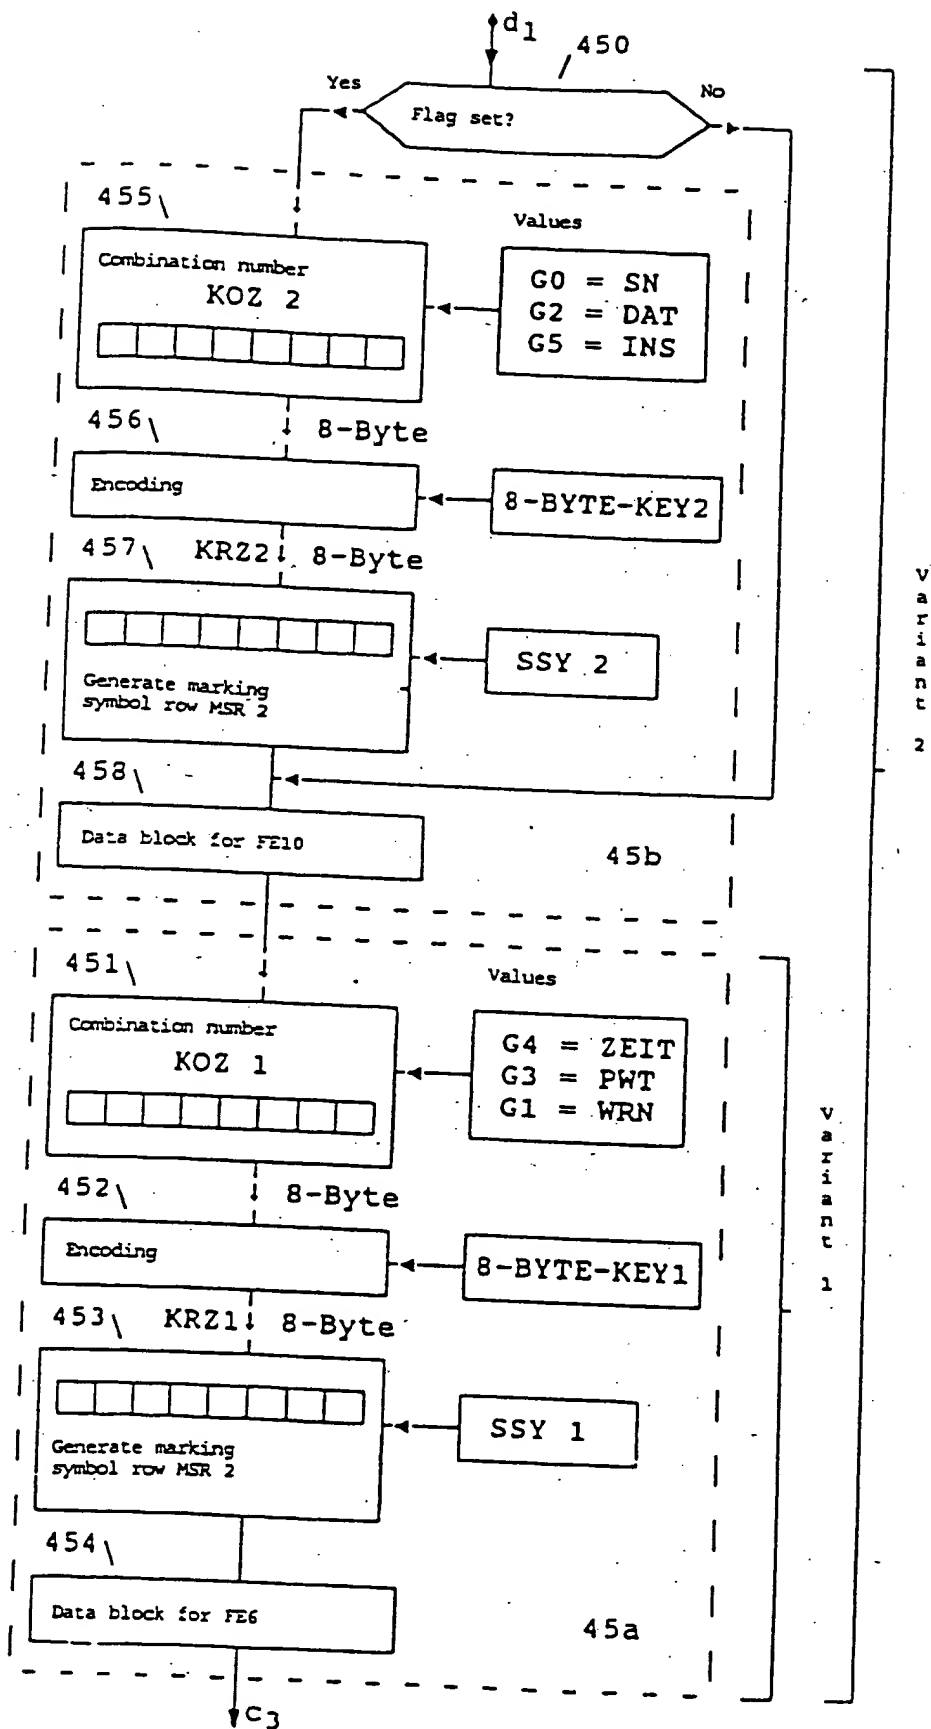 d1
450
Yes
No
Flag set?
455
Values
Combination number
KOZ 2
G0 = SN
G2 = DAT
G5 = INS
456
8-Byte
Encoding
8-BYTE-KEY2
457
KRZ2
8-Byte
SSY 2
Generate marking
symbol row MSR 2
458
Data block for FE10
45b
Variant 2
451
Values
Combination number
KOZ 1
G4 = ZEIT
G3 = PWT
G1 = WRN
Variant 1
452
8-Byte
Encoding
8-BYTE-KEY1
453
KRZ1
8-Byte
SSY 1
Generate marking
symbol row MSR 2
454
Data block for FE6
45a
c3